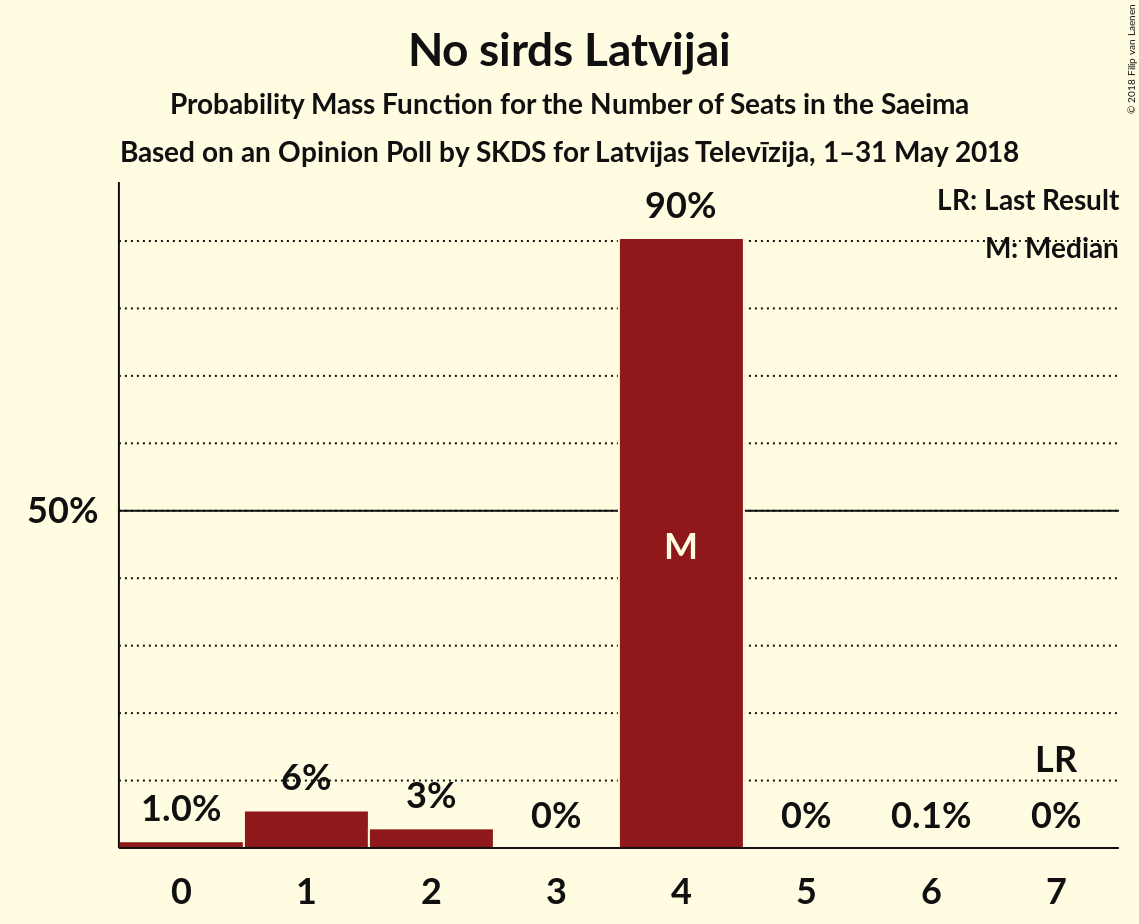 No sirds Latvijai
Probability Mass Function for the Number of Seats in the Saeima
Based on an Opinion Poll by SKDS for Latvijas Televīzija, 1–31 May 2018
© 2018 Filip van Laenen
LR: Last Result
M: Median
90%
50%
M
LR
1.0%
6%
3%
0%
0%
0.1%
0%
0 1 2 3 4 5 6 7